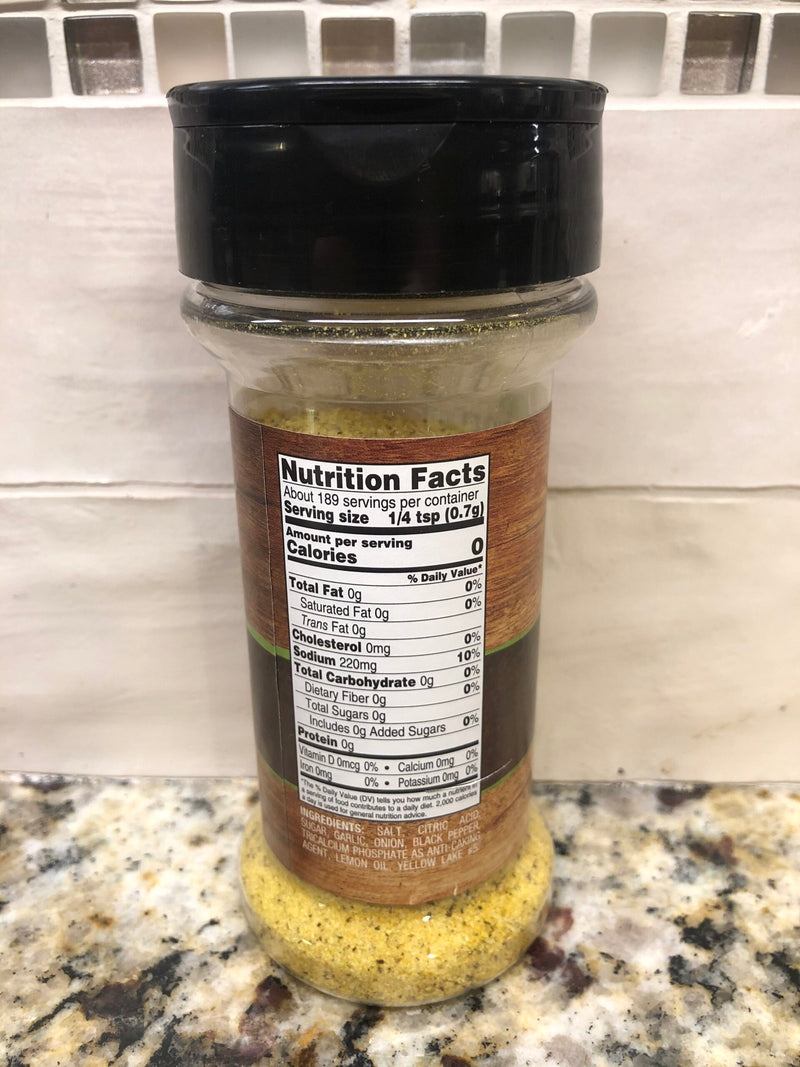 Nutrition Facts
About 189 servings per container
Serving size 1/4 tsp (0.7g)
Amount per serving
Calories 0
% Daily Value*
Total Fat 0g 0%
Saturated Fat 0g 0%
Trans Fat 0g
Cholesterol 0mg 0%
Sodium 220mg 10%
Total Carbohydrate 0g 0%
Dietary Fiber 0g 0%
Total Sugars 0g
Includes 0g Added Sugars 0%
Protein 0g
Vitamin D 0mcg 0% • Calcium 0mg 0%
Iron 0mg 0% • Potassium 0mg 0%
*The % Daily Value (DV) tells you how much a nutrient in
a serving of food contributes to a daily diet. 2,000 calories
a day is used for general nutrition advice.
INGREDIENTS: SALT, CITRIC ACID,
SUGAR, GARLIC, ONION, BLACK PEPPER,
TRICALCIUM PHOSPHATE AS ANTI-CAKING
AGENT, LEMON OIL, YELLOW LAKE #5.